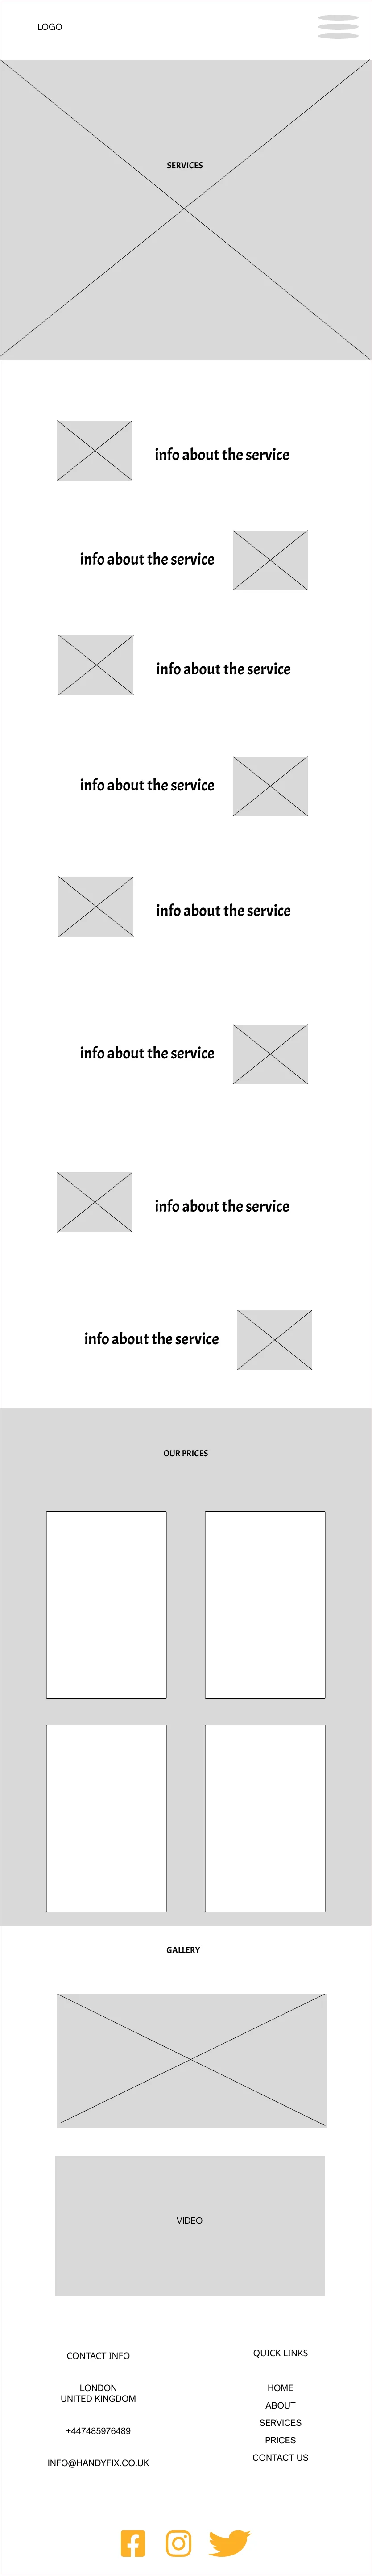 LOGO
SERVICES
info about the service
info about the service
info about the service
info about the service
info about the service
info about the service
info about the service
info about the service
OUR PRICES
GALLERY
VIDEO
CONTACT INFO
LONDON
UNITED KINGDOM
+447485976489
INFO@HANDYFIX.CO.UK
QUICK LINKS
HOME
ABOUT
SERVICES
PRICES
CONTACT US